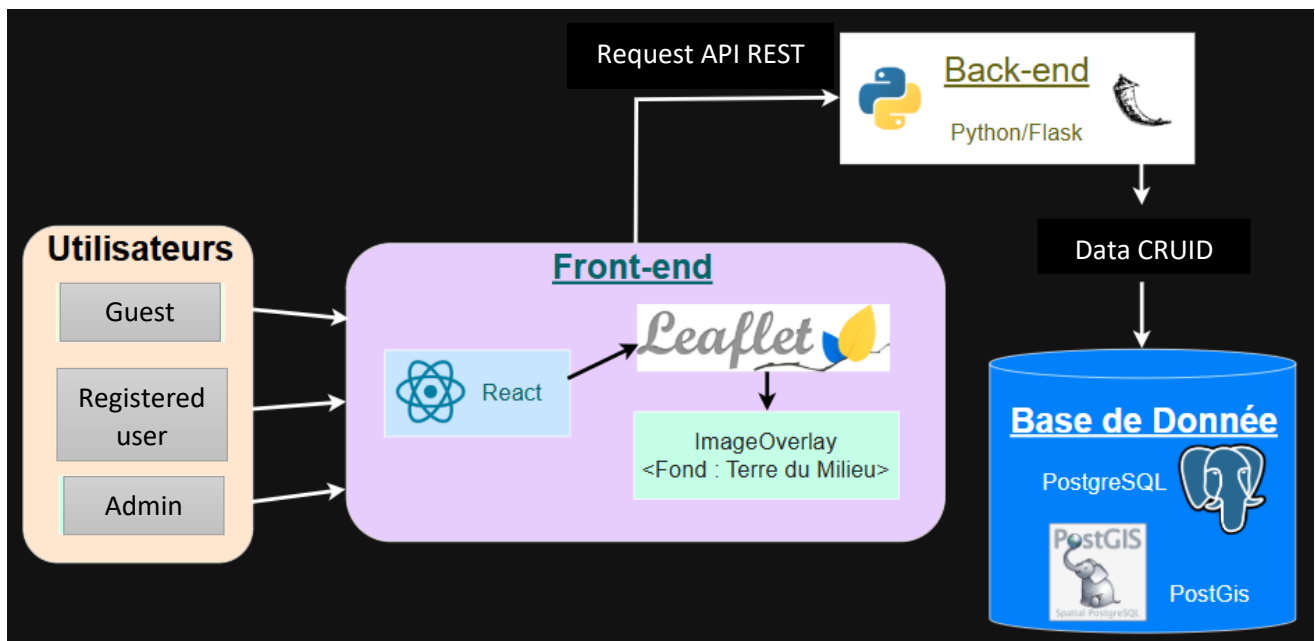 Request API REST
Back-end
Python/Flask
Utilisateurs
Guest
Registered
user
Admin
Front-end
React
Leaflet
ImageOverlay
<Fond : Terre du Milieu>
Data CRUID
Base de Donnée
PostgreSQL
PostGIS
Spatial PostgreSQL
PostGis